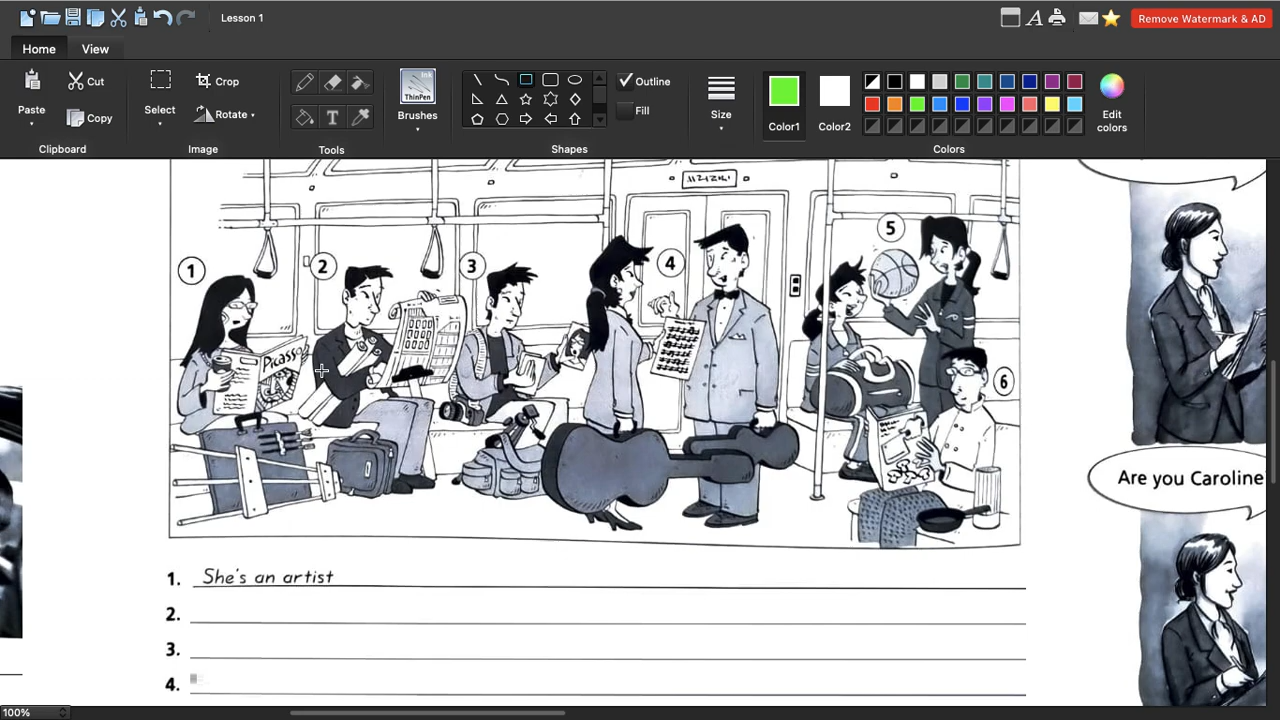 Lesson 1
Remove Watermark & AD
Home
View
Paste
Cut
Copy
Clipboard
Select
Crop
Rotate
Image
Tools
Ink
ThinPen
Brushes
Shapes
Outline
Fill
Size
Color1
Color2
Edit
colors
Colors
1
2
3
4
5
6
Picasso
Are you Caroline
1. She's an artist
2.
3.
4.
100%